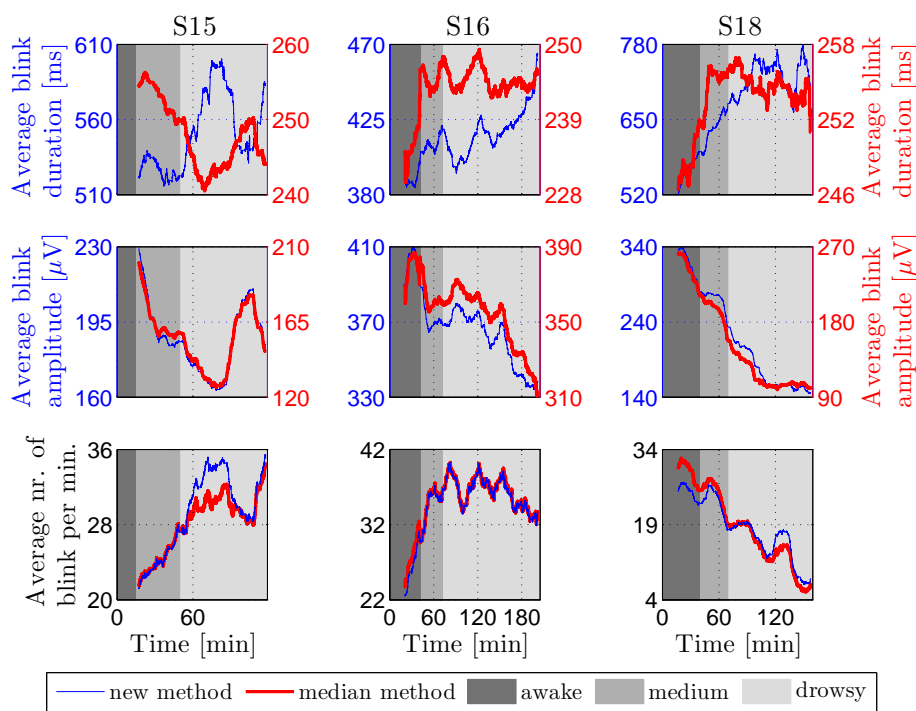 S15 S16 S18
Average blink duration [ms]
610 560 510
260 250 240
470 425 380
250 239 228
780 650 520
258 252 246
Average blink duration [ms]
Average blink amplitude [μV]
230 195 160
210 165 120
410 370 330
390 350 310
340 240 140
270 180 90
Average blink amplitude [μV]
Average nr. of blink per min.
36 28 20
42 32 22
34 19 4
0 60
0 60 120 180
0 60 120
Time [min] Time [min] Time [min]
new method median method awake medium drowsy